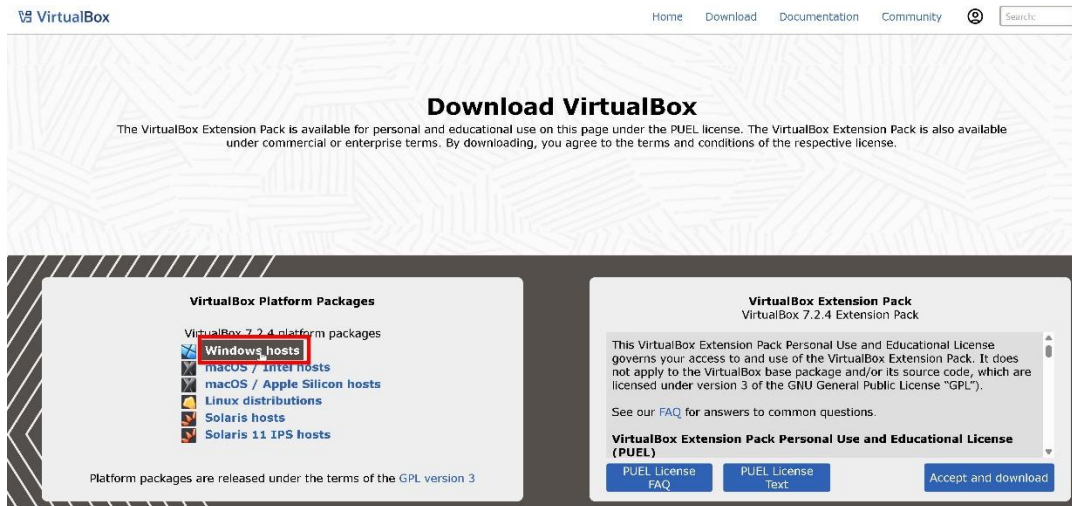 VirtualBox
Home Download Documentation Community Search:
Download VirtualBox
The VirtualBox Extension Pack is available for personal and educational use on this page under the PUEL license. The VirtualBox Extension Pack is also available
under commercial or enterprise terms. By downloading, you agree to the terms and conditions of the respective license.
VirtualBox Platform Packages
VirtualBox 7.2.4 platform packages
Windows hosts
macOS / Intel hosts
macOS / Apple Silicon hosts
Linux distributions
Solaris hosts
Solaris 11 IPS hosts
Platform packages are released under the terms of the GPL version 3
VirtualBox Extension Pack
VirtualBox 7.2.4 Extension Pack
This VirtualBox Extension Pack Personal Use and Educational License
governs your access to and use of the VirtualBox Extension Pack. It does
not apply to the VirtualBox base package and/or its source code, which are
licensed under version 3 of the GNU General Public License “GPL”).
See our FAQ for answers to common questions.
VirtualBox Extension Pack Personal Use and Educational License
(PUEL)
PUEL License
FAQ
PUEL License
Text
Accept and download